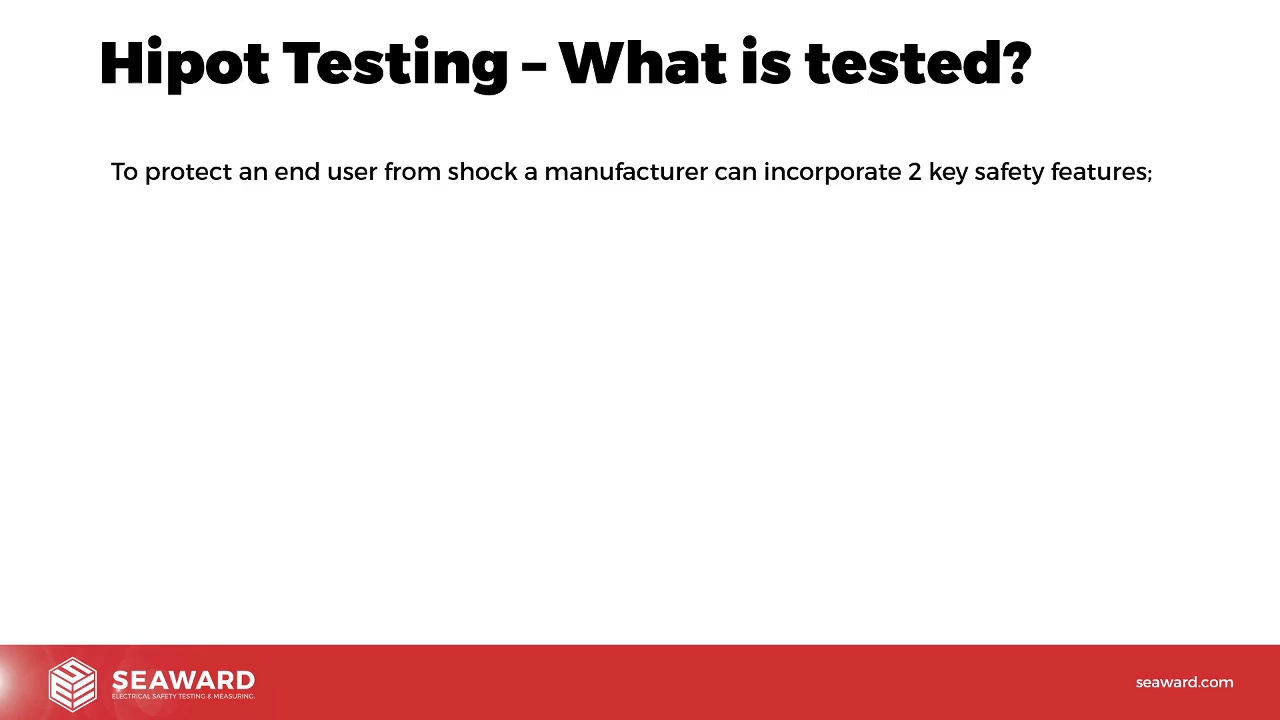 Hipot Testing – What is tested?
To protect an end user from shock a manufacturer can incorporate 2 key safety features;
SEAWARD
ELECTRICAL SAFETY TESTING & MEASURING.
seaward.com